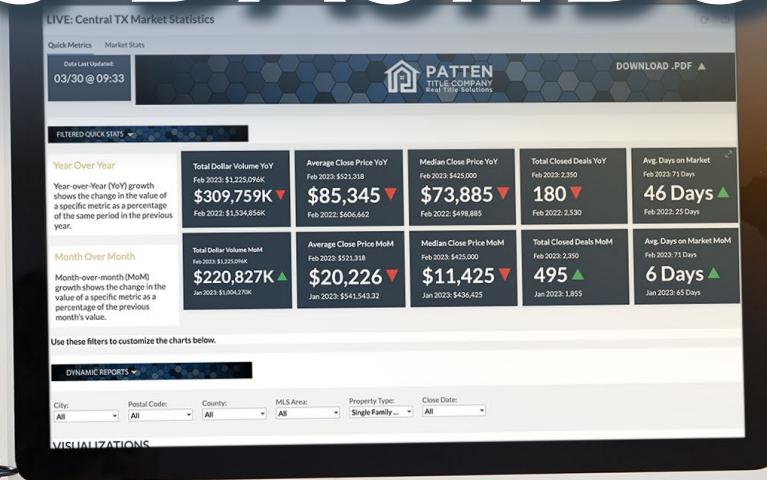 LIVE: Central TX Market Statistics
Quick Metrics Market Stats
Data Last Updated:
03/30 @ 09:33
PATTEN
TITLE COMPANY
Real Title Solutions
DOWNLOAD .PDF
FILTERED QUICK STATS
Year Over Year
Year-over-Year (YoY) growth
shows the change in the value of
a specific metric as a percentage
of the same period in the previous
year.
Total Dollar Volume YoY
Feb 2023: $1,225,096K
$309,759K
Feb 2022: $1,534,856K
Average Close Price YoY
Feb 2023: $521,318
$85,345
Feb 2022: $606,662
Median Close Price YoY
Feb 2023: $425,000
$73,885
Feb 2022: $498,885
Total Closed Deals YoY
Feb 2023: 2,350
180
Feb 2022: 2,530
Avg. Days on Market
Feb 2023: 71 Days
46 Days
Feb 2022: 25 Days
Month Over Month
Month-over-month (MoM)
growth shows the change in the
value of a specific metric as a
percentage of the previous
month's value.
Total Dollar Volume MoM
Feb 2023: $1,225,096K
$220,827K
Jan 2023: $1,004,270K
Average Close Price MoM
Feb 2023: $521,318
$20,226
Jan 2023: $541,543.32
Median Close Price MoM
Feb 2023: $425,000
$11,425
Jan 2023: $436,425
Total Closed Deals MoM
Feb 2023: 2,350
495
Jan 2023: 1,855
Avg. Days on Market MoM
Feb 2023: 71 Days
6 Days
Jan 2023: 65 Days
Use these filters to customize the charts below.
DYNAMIC REPORTS
City:
All
Postal Code:
All
County:
All
MLS Area:
All
Property Type:
Single Family ...
Close Date:
All
VISUALIZATIONS